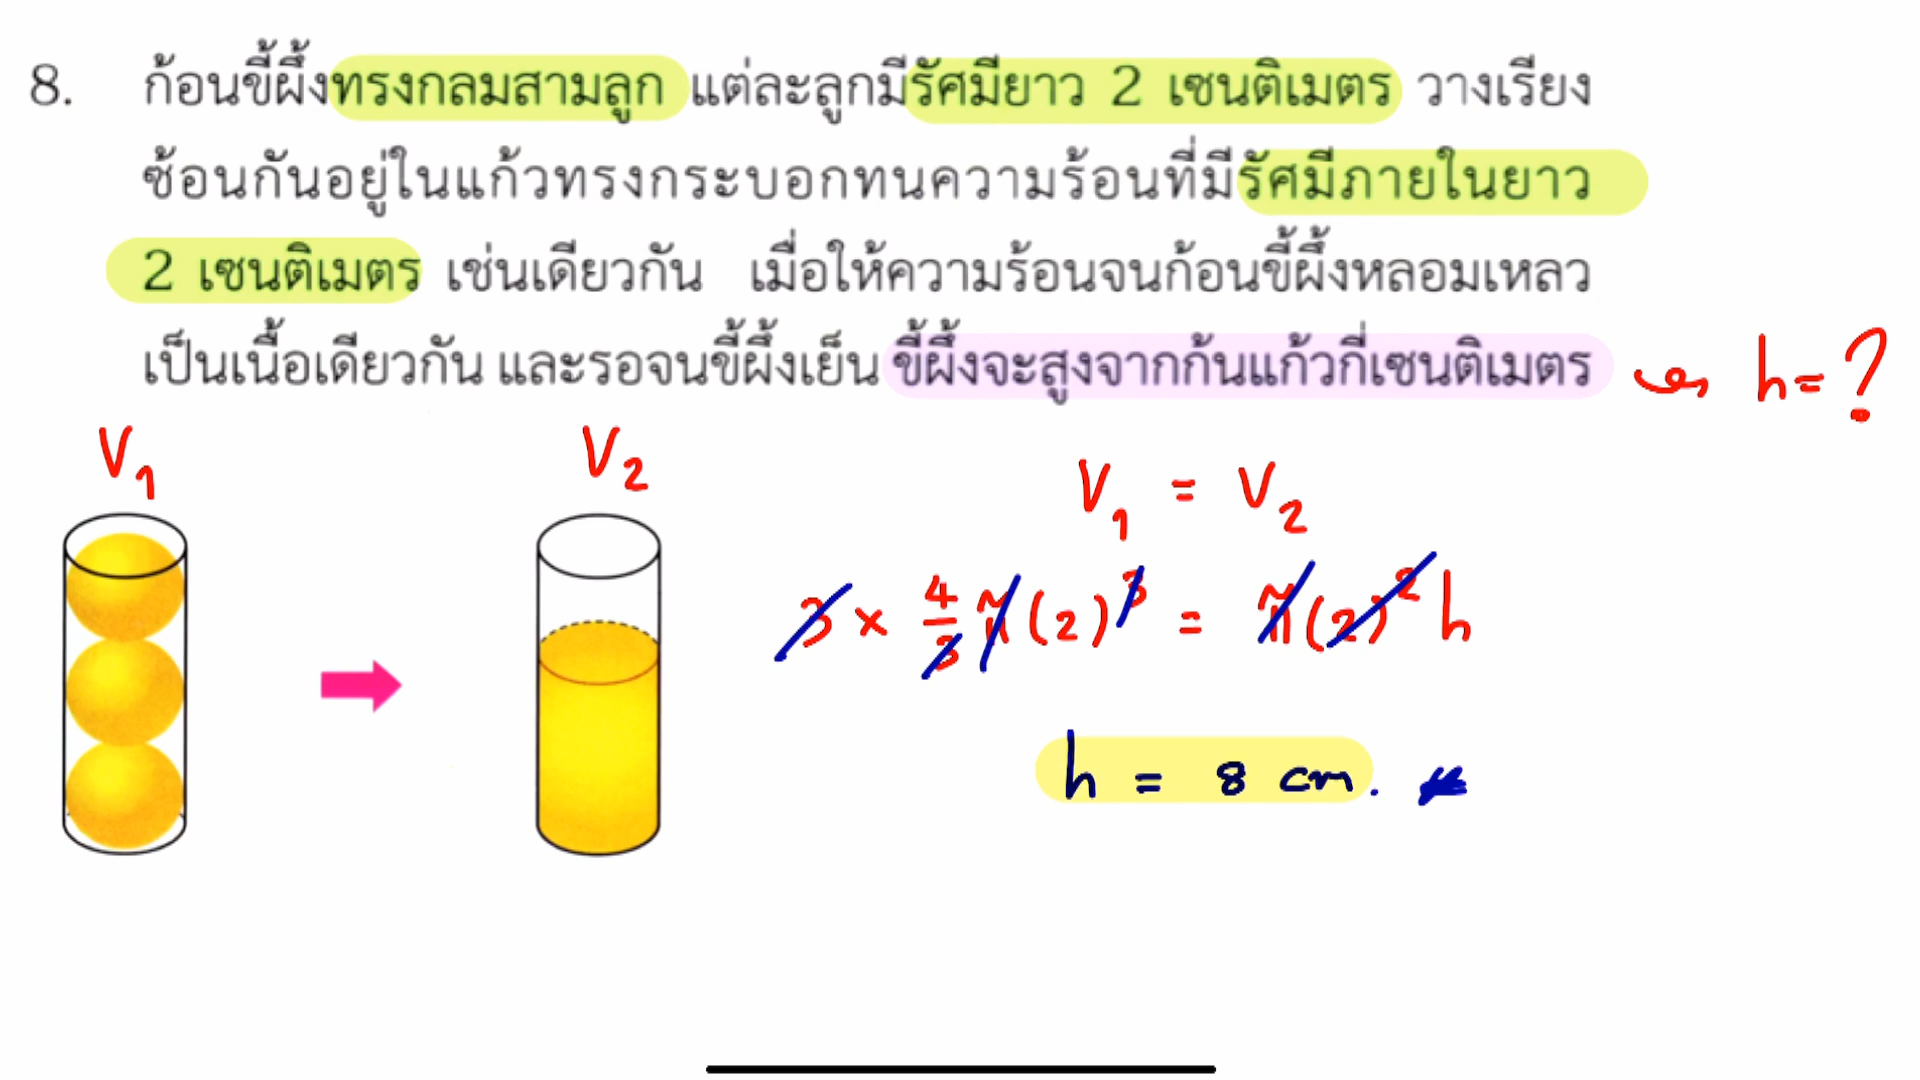 8. ก้อนขี้ผึ้งทรงกลมสามลูก แต่ละลูกมีรัศมียาว 2 เซนติเมตร วางเรียง
ซ้อนกันอยู่ในแก้วทรงกระบอกทนความร้อนที่มีรัศมีภายในยาว
2 เซนติเมตร เช่นเดียวกัน เมื่อให้ความร้อนจนก้อนขี้ผึ้งหลอมเหลว
เป็นเนื้อเดียวกัน และรอจนขี้ผึ้งเย็น ขี้ผึ้งจะสูงจากก้นแก้วกี่เซนติเมตร h = ?
V₁ V₂
V₁ = V₂
3 × 4/3 π (2)³ = π (2)² h
h = 8 cm.